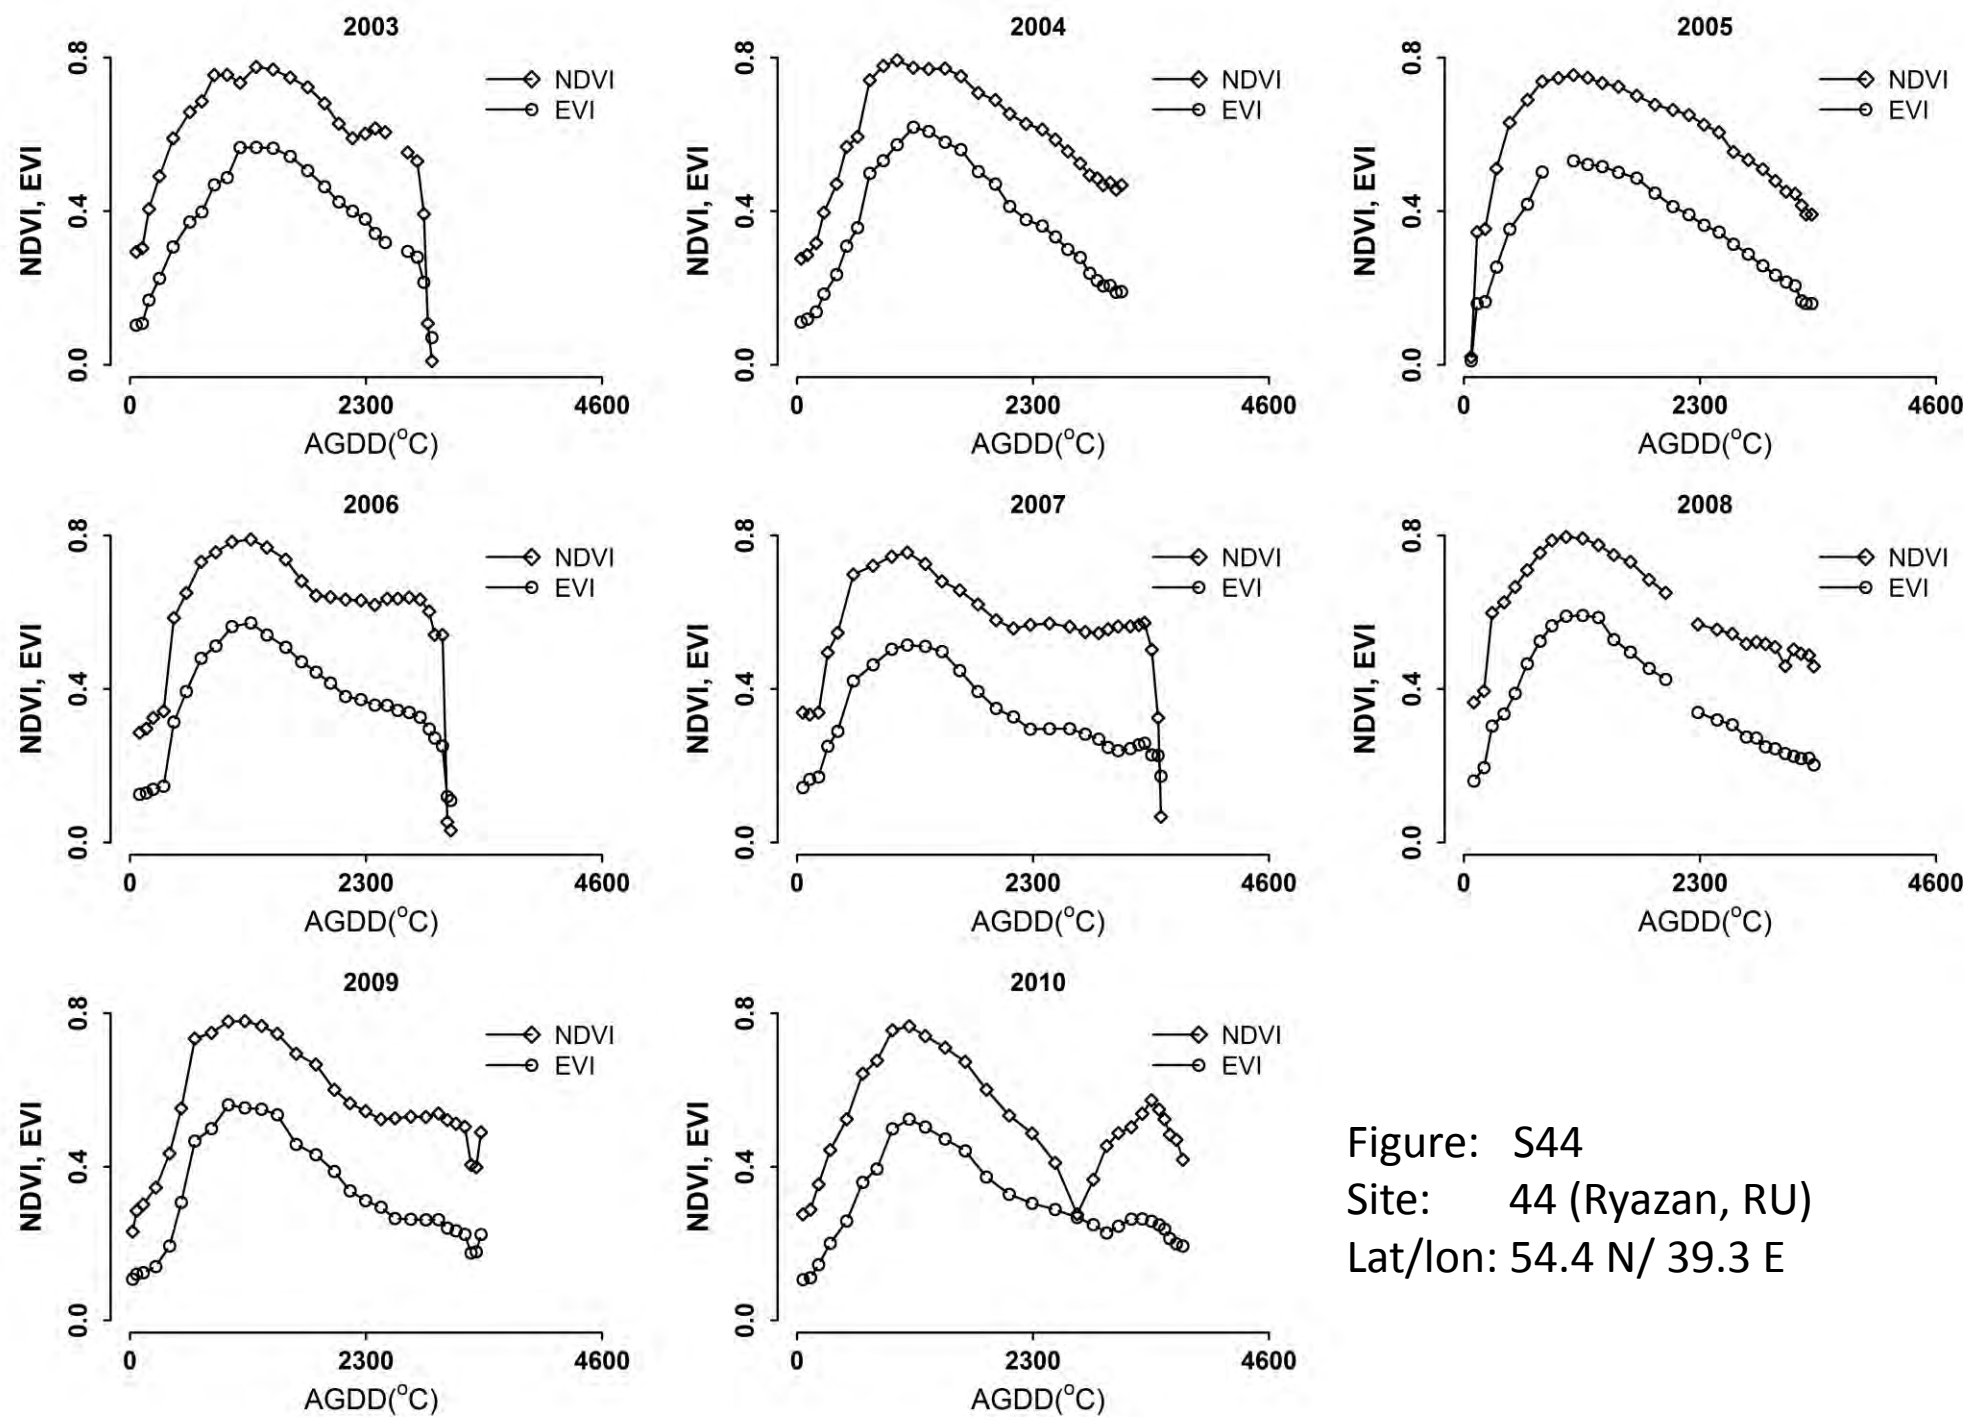 2003
NDVI, EVI
0.8
0.4
0.0
NDVI
EVI
0 2300 4600
AGDD(°C)
2004
NDVI, EVI
0.8
0.4
0.0
NDVI
EVI
0 2300 4600
AGDD(°C)
2005
NDVI, EVI
0.8
0.4
0.0
NDVI
EVI
0 2300 4600
AGDD(°C)
2006
NDVI, EVI
0.8
0.4
0.0
NDVI
EVI
0 2300 4600
AGDD(°C)
2007
NDVI, EVI
0.8
0.4
0.0
NDVI
EVI
0 2300 4600
AGDD(°C)
2008
NDVI, EVI
0.8
0.4
0.0
NDVI
EVI
0 2300 4600
AGDD(°C)
2009
NDVI, EVI
0.8
0.4
0.0
NDVI
EVI
0 2300 4600
AGDD(°C)
2010
NDVI, EVI
0.8
0.4
0.0
NDVI
EVI
0 2300 4600
AGDD(°C)
Figure: S44
Site: 44 (Ryazan, RU)
Lat/lon: 54.4 N/ 39.3 E